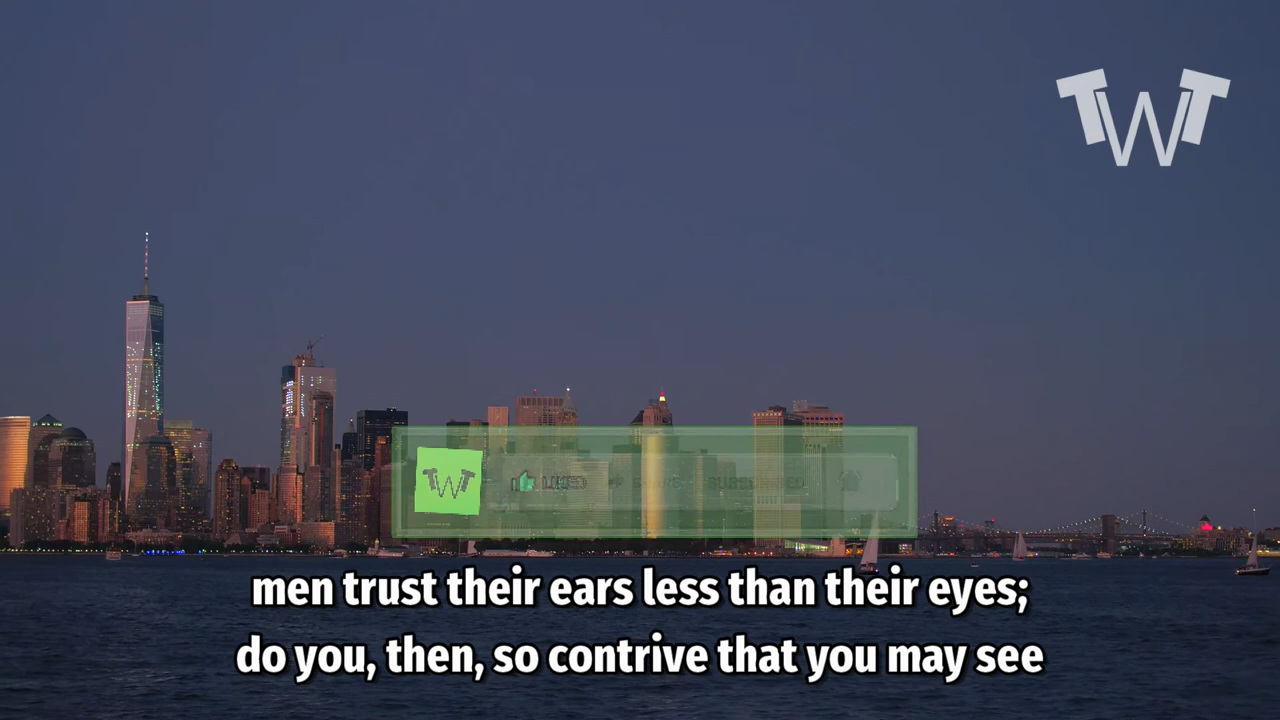 TWT
TWT
LIKED
SUBSCRIBED
men trust their ears less than their eyes;
do you, then, so contrive that you may see